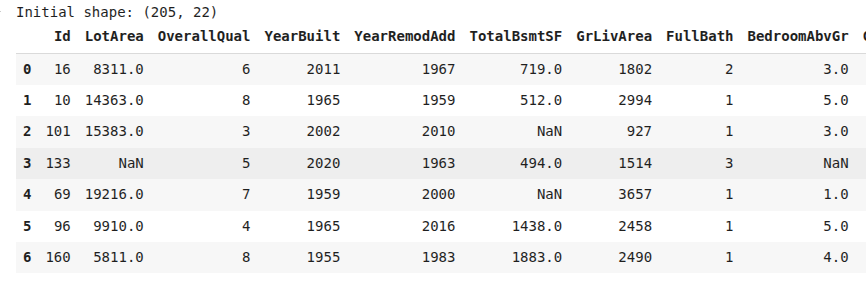 Initial shape: (205, 22)
Id LotArea OverallQual YearBuilt YearRemodAdd TotalBsmtSF GrLivArea FullBath BedroomAbvGr
0 16 8311.0 6 2011 1967 719.0 1802 2 3.0
1 10 14363.0 8 1965 1959 512.0 2994 1 5.0
2 101 15383.0 3 2002 2010 NaN 927 1 3.0
3 133 NaN 5 2020 1963 494.0 1514 3 NaN
4 69 19216.0 7 1959 2000 NaN 3657 1 1.0
5 96 9910.0 4 1965 2016 1438.0 2458 1 5.0
6 160 5811.0 8 1955 1983 1883.0 2490 1 4.0